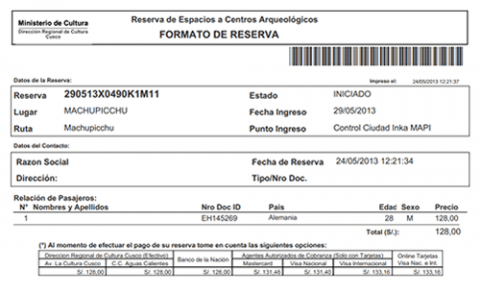 Ministerio de Cultura
Dirección Regional de Cultura
Cusco
Reserva de Espacios a Centros Arqueológicos
FORMATO DE RESERVA
Datos de la Reserva:
Impreso el: 24/05/2013 12:21:37
Reserva 290513X0490K1M11 Estado INICIADO
Lugar MACHUPICCHU Fecha Ingreso 29/05/2013
Ruta Machupicchu Punto Ingreso Control Ciudad Inka MAPI
Datos del Contacto:
Razon Social Fecha de Reserva 24/05/2013 12:21:34
Dirección: Tipo/Nro Doc.
Relación de Pasajeros:
N° Nombres y Apellidos Nro Doc ID País Edad Sexo Precio
1 EH145269 Alemania 28 M 128,00
Total (S/.): 128,00
(*) Al momento de efectuar el pago de su reserva tome en cuenta las siguientes opciones:
Direccion Regional de Cultura Cusco (Efectivo) Banco de la Nación Agentes Autorizados de Cobranza (Solo con Tarjetas) Online Tarjetas
Av. La Cultura Cusco C.C. Aguas Calientes Mastercard Visa Nacional Visa Internacional Visa Nac. e Int.
S/. 128,00 S/. 128,00 S/. 128,00 S/. 131,46 S/. 131,40 S/. 133,16 S/. 133,16